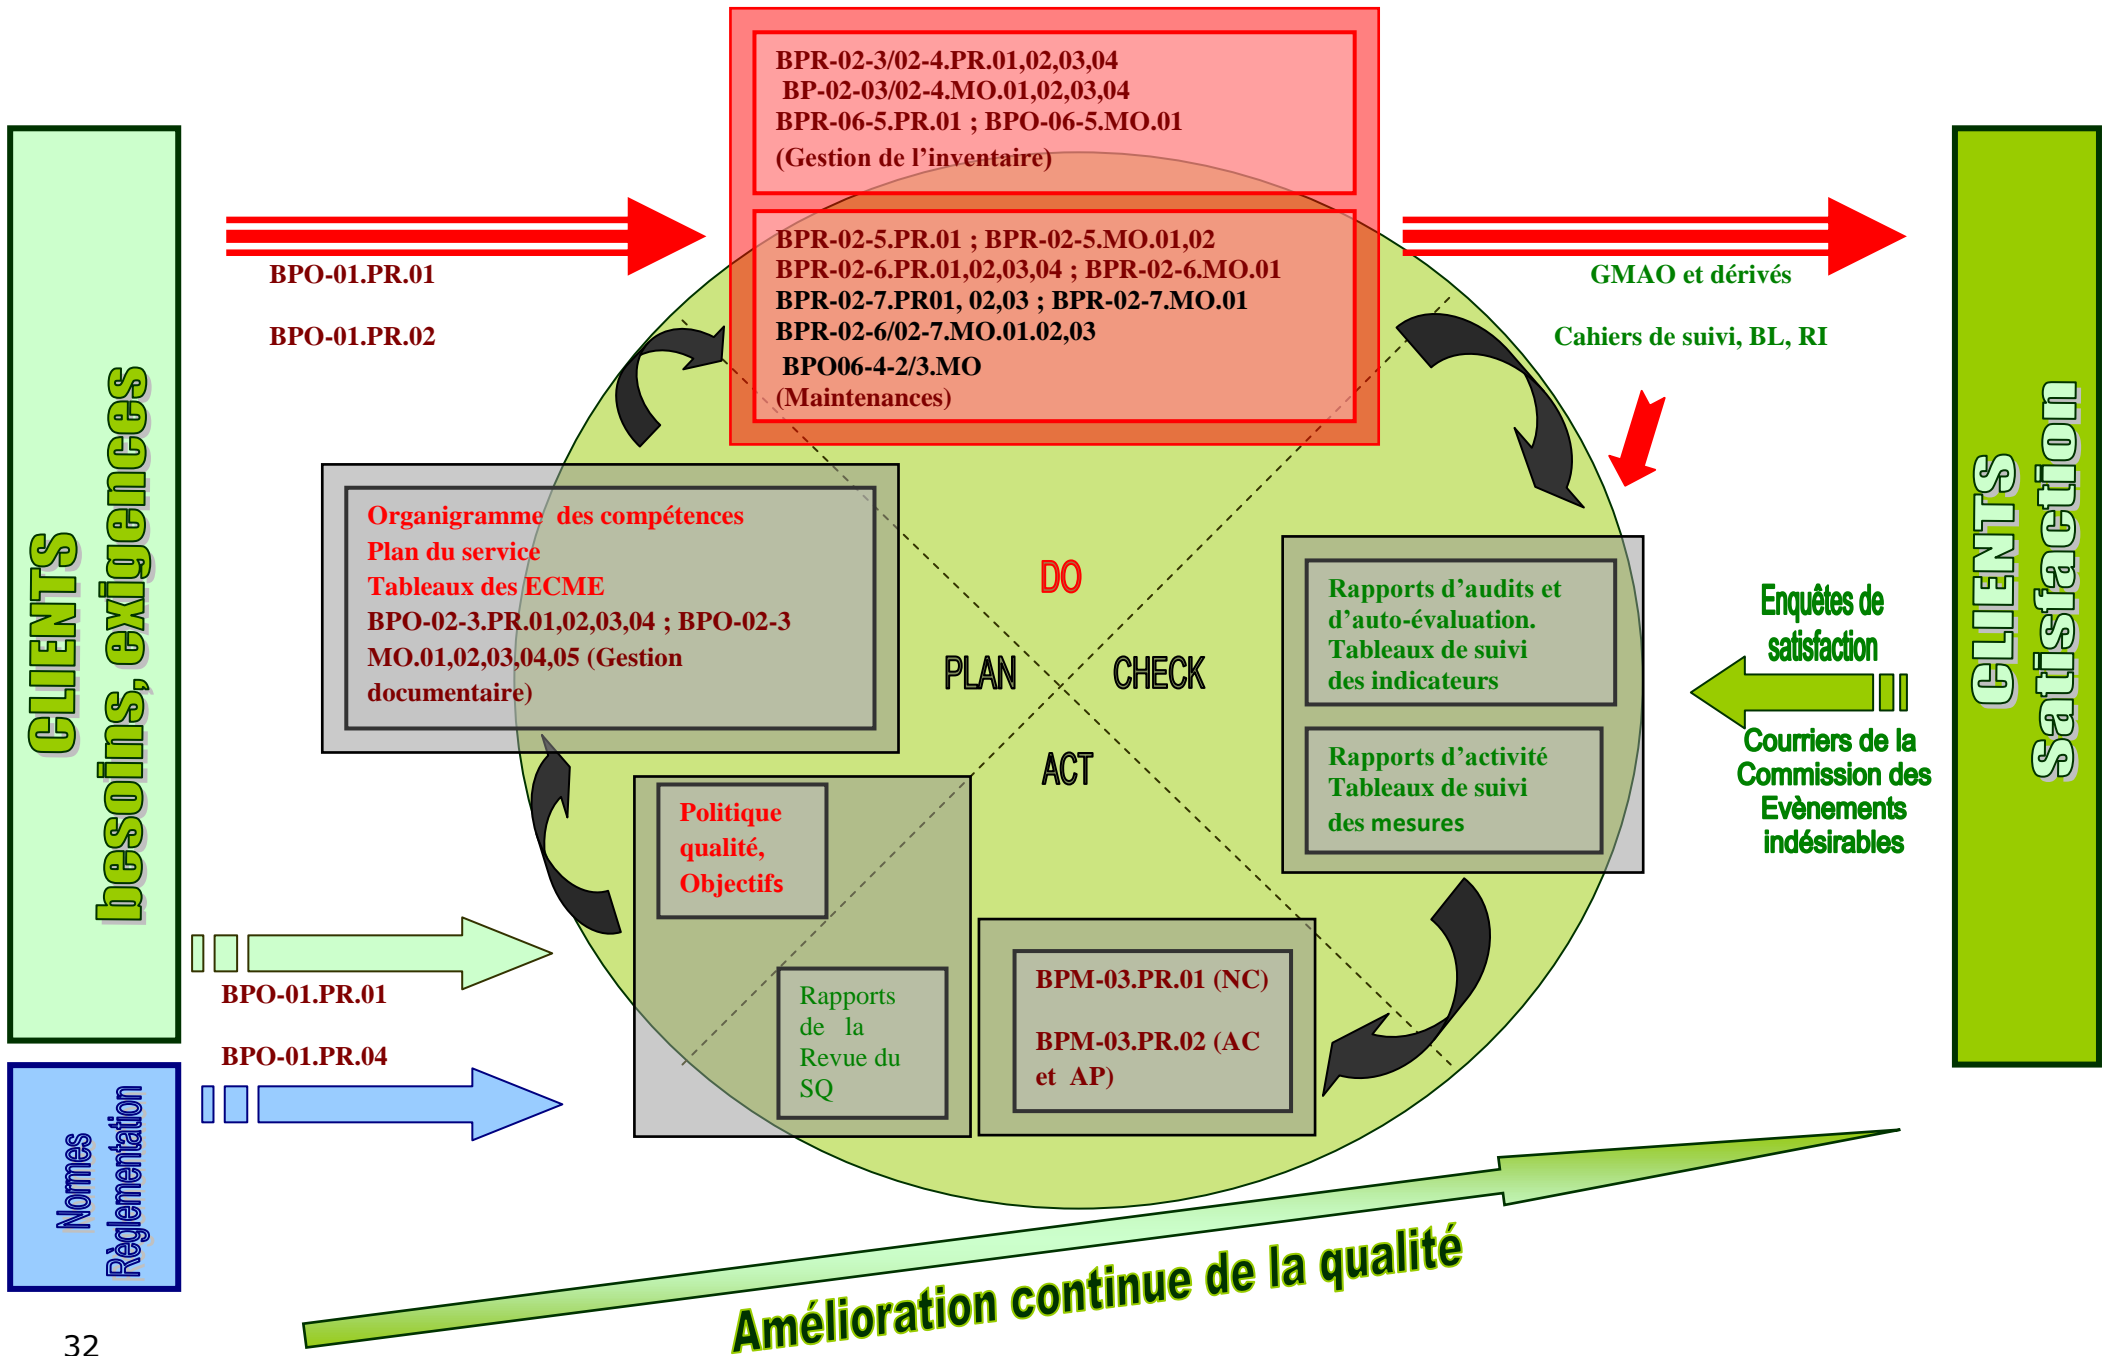 BPR-02-3/02-4.PR.01,02,03,04
BP-02-03/02-4.MO.01,02,03,04
BPR-06-5.PR.01 ; BPO-06-5.MO.01
(Gestion de l’inventaire)
BPR-02-5.PR.01 ; BPR-02-5.MO.01,02
BPR-02-6.PR.01,02,03,04 ; BPR-02-6.MO.01
BPR-02-7.PR01, 02,03 ; BPR-02-7.MO.01
BPR-02-6/02-7.MO.01.02,03
BPO06-4-2/3.MO
(Maintenances)
CLIENTS
besoins, exigences
BPO-01.PR.01
BPO-01.PR.02
GMAO et dérivés
Cahiers de suivi, BL, RI
CLIENTS
Satisfaction
Organigramme des compétences
Plan du service
Tableaux des ECME
BPO-02-3.PR.01,02,03,04 ; BPO-02-3
MO.01,02,03,04,05 (Gestion
documentaire)
DO
PLAN
CHECK
ACT
Rapports d’audits et
d’auto-évaluation.
Tableaux de suivi
des indicateurs
Rapports d’activité
Tableaux de suivi
des mesures
Enquêtes de
satisfaction
Courriers de la
Commission des
Evènements
indésirables
Politique
qualité,
Objectifs
Rapports
de la
Revue du
SQ
BPM-03.PR.01 (NC)
BPM-03.PR.02 (AC
et AP)
BPO-01.PR.01
BPO-01.PR.04
Normes
Règlementation
Amélioration continue de la qualité
32